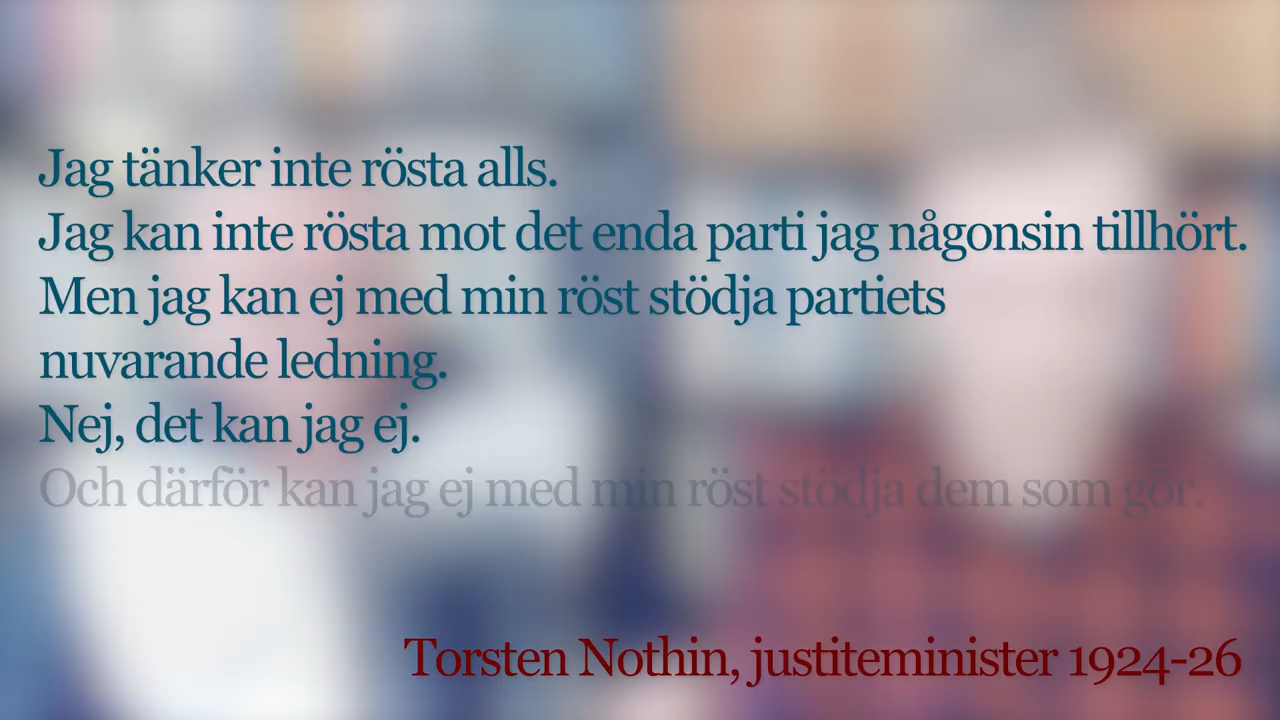 Jag tänker inte rösta alls.
Jag kan inte rösta mot det enda parti jag någonsin tillhört.
Men jag kan ej med min röst stödja partiets
nuvarande ledning.
Nej, det kan jag ej.
Och därför kan jag ej med min röst stödja dem som gör.
Torsten Nothin, justiteminister 1924-26